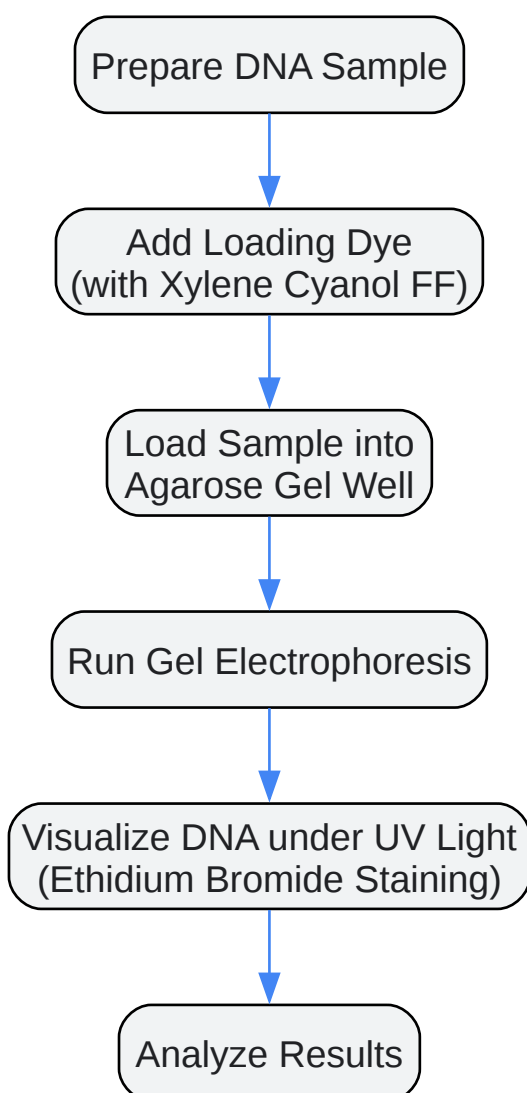 Prepare DNA Sample
Add Loading Dye
(with Xylene Cyanol FF)
Load Sample into
Agarose Gel Well
Run Gel Electrophoresis
Visualize DNA under UV Light
(Ethidium Bromide Staining)
Analyze Results